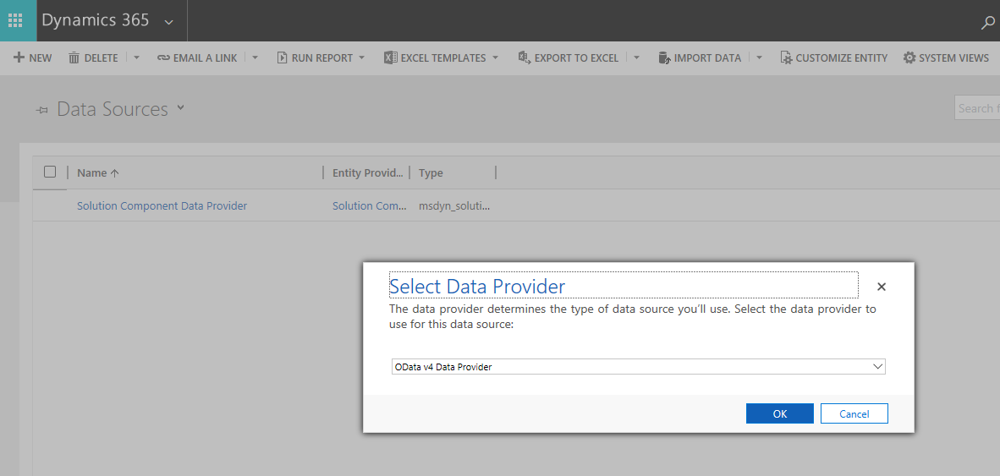 Dynamics 365
NEW DELETE EMAIL A LINK RUN REPORT EXCEL TEMPLATES EXPORT TO EXCEL IMPORT DATA CUSTOMIZE ENTITY SYSTEM VIEWS
Data Sources
Search f
Name Entity Provid... Type
Solution Component Data Provider Solution Com... msdyn_soluti...
Select Data Provider
The data provider determines the type of data source you'll use. Select the data provider to
use for this data source:
OData v4 Data Provider
OK Cancel